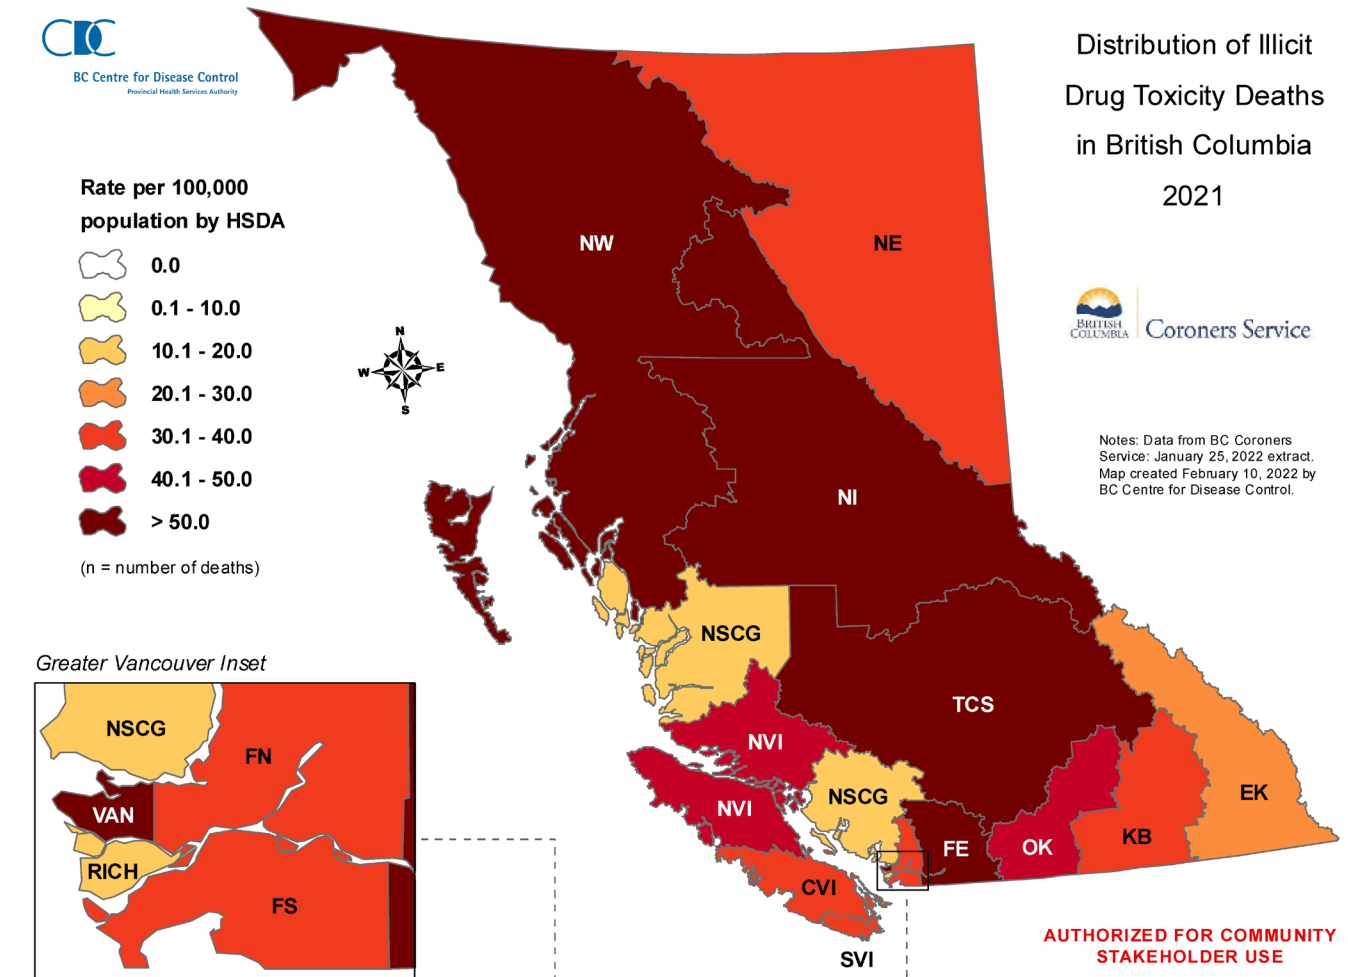 CDC
BC Centre for Disease Control
Provincial Health Services Authority
Distribution of Illicit
Drug Toxicity Deaths
in British Columbia
2021
Rate per 100,000
population by HSDA
0.0
0.1 - 10.0
10.1 - 20.0
20.1 - 30.0
30.1 - 40.0
40.1 - 50.0
> 50.0
(n = number of deaths)
N
W
E
S
BRITISH
COLUMBIA
Coroners Service
Notes: Data from BC Coroners
Service: January 25, 2022 extract.
Map created February 10, 2022 by
BC Centre for Disease Control.
NW
NE
NI
NSCG
TCS
NVI
NVI
NSCG
EK
FE
OK
KB
CVI
SVI
Greater Vancouver Inset
NSCG
FN
VAN
RICH
FS
AUTHORIZED FOR COMMUNITY
STAKEHOLDER USE